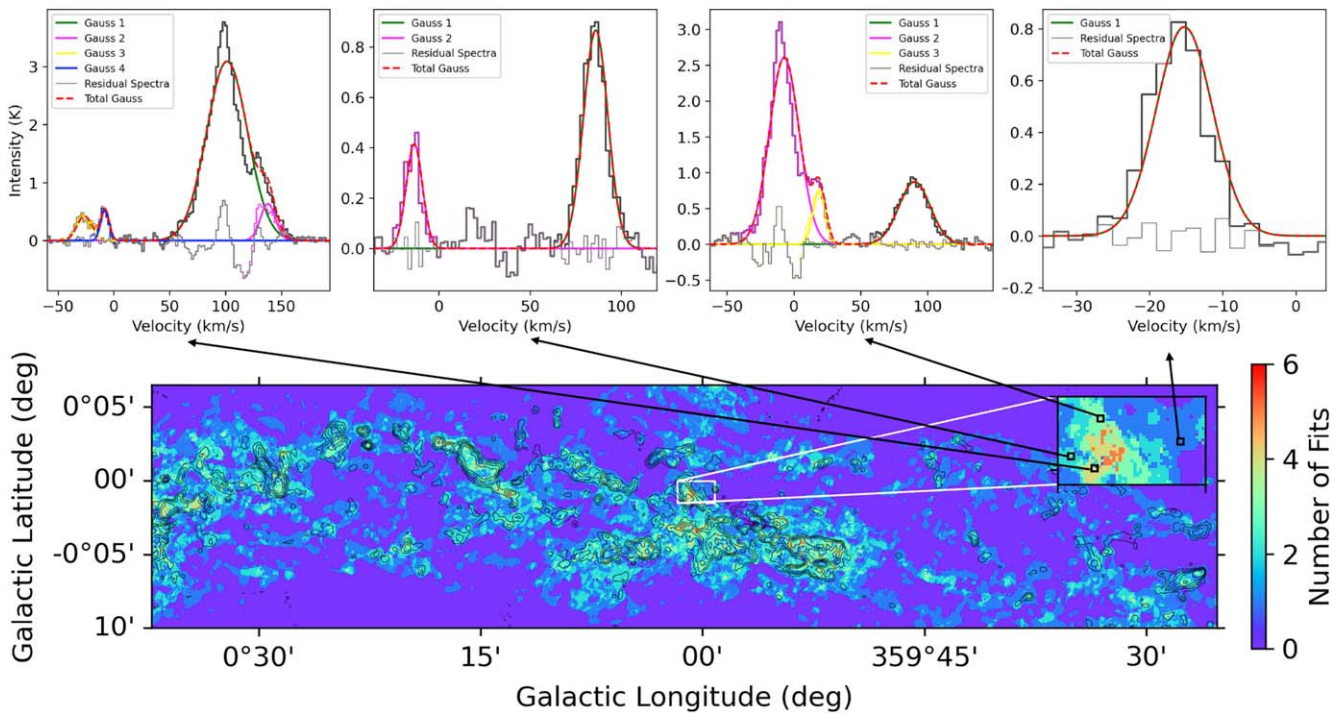 Gauss 1
Gauss 2
Gauss 3
Gauss 4
Residual Spectra
Total Gauss
3
2
1
0
−1
Intensity (K)
−50 0 50 100 150
Velocity (km/s)
Gauss 1
Gauss 2
Residual Spectra
Total Gauss
0.8
0.6
0.4
0.2
0.0
0 50 100
Velocity (km/s)
Gauss 1
Gauss 2
Gauss 3
Residual Spectra
Total Gauss
3.0
2.5
2.0
1.5
1.0
0.5
0.0
−0.5
−50 0 50 100
Velocity (km/s)
Gauss 1
Residual Spectra
Total Gauss
0.8
0.6
0.4
0.2
0.0
−0.2
−30 −20 −10 0
Velocity (km/s)
Galactic Latitude (deg)
0°05'
00'
-0°05'
10'
0°30' 15' 00' 359°45' 30'
Galactic Longitude (deg)
6
4
2
0
Number of Fits